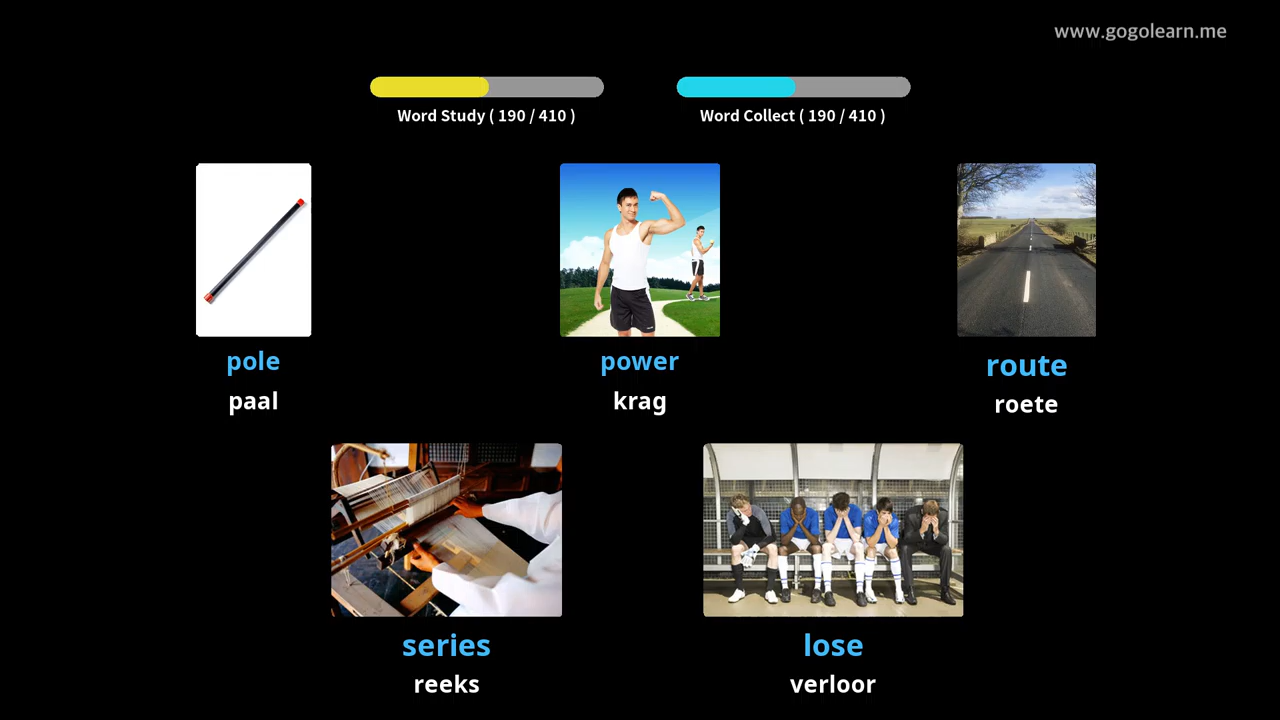 www.gogolearn.me
Word Study ( 190 / 410 )
Word Collect ( 190 / 410 )
pole
paal
power
krag
route
roete
series
reeks
lose
verloor